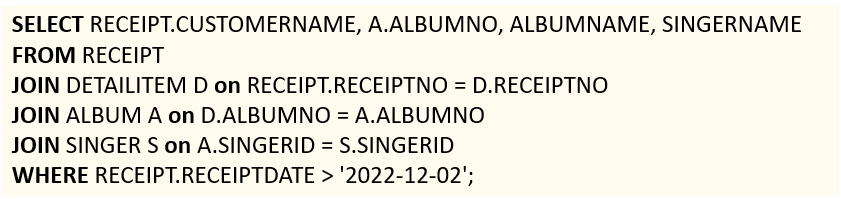 SELECT RECEIPT.CUSTOMERNAME, A.ALBUMNO, ALBUMNAME, SINGERNAME
FROM RECEIPT
JOIN DETAILITEM D on RECEIPT.RECEIPTNO = D.RECEIPTNO
JOIN ALBUM A on D.ALBUMNO = A.ALBUMNO
JOIN SINGER S on A.SINGERID = S.SINGERID
WHERE RECEIPT.RECEIPTDATE > '2022-12-02';